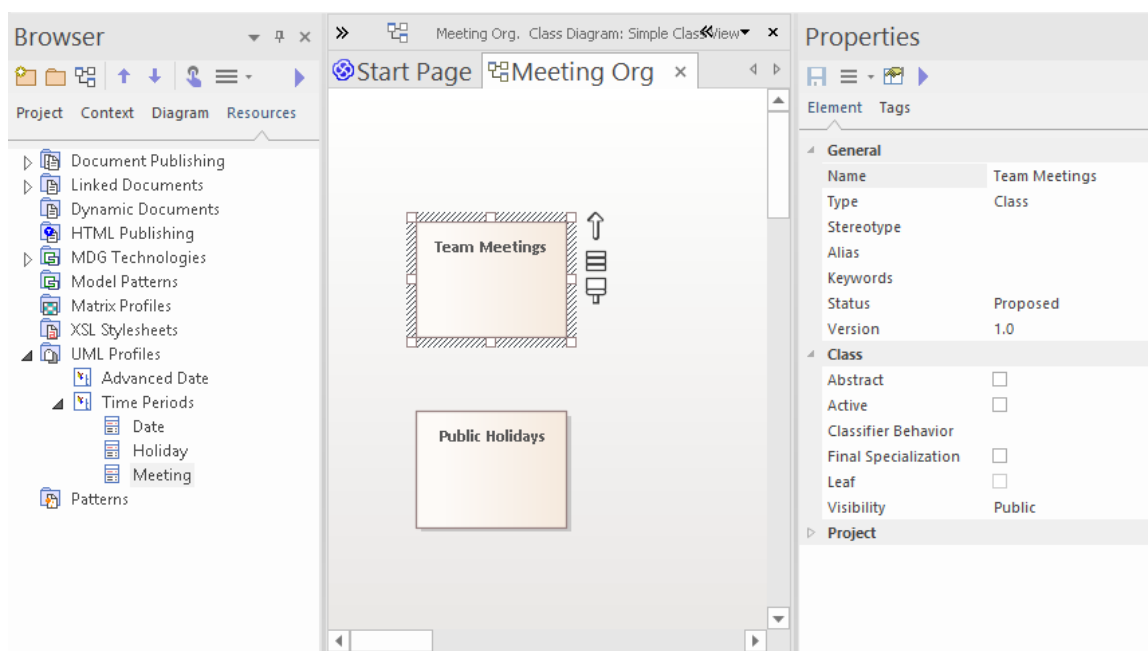 Browser
Project Context Diagram Resources
Document Publishing
Linked Documents
Dynamic Documents
HTML Publishing
MDG Technologies
Model Patterns
Matrix Profiles
XSL Stylesheets
UML Profiles
Advanced Date
Time Periods
Date
Holiday
Meeting
Patterns
Meeting Org. Class Diagram: Simple Class View
Start Page Meeting Org
Team Meetings
Public Holidays
Properties
Element Tags
General
Name Team Meetings
Type Class
Stereotype
Alias
Keywords
Status Proposed
Version 1.0
Class
Abstract
Active
Classifier Behavior
Final Specialization
Leaf
Visibility Public
Project